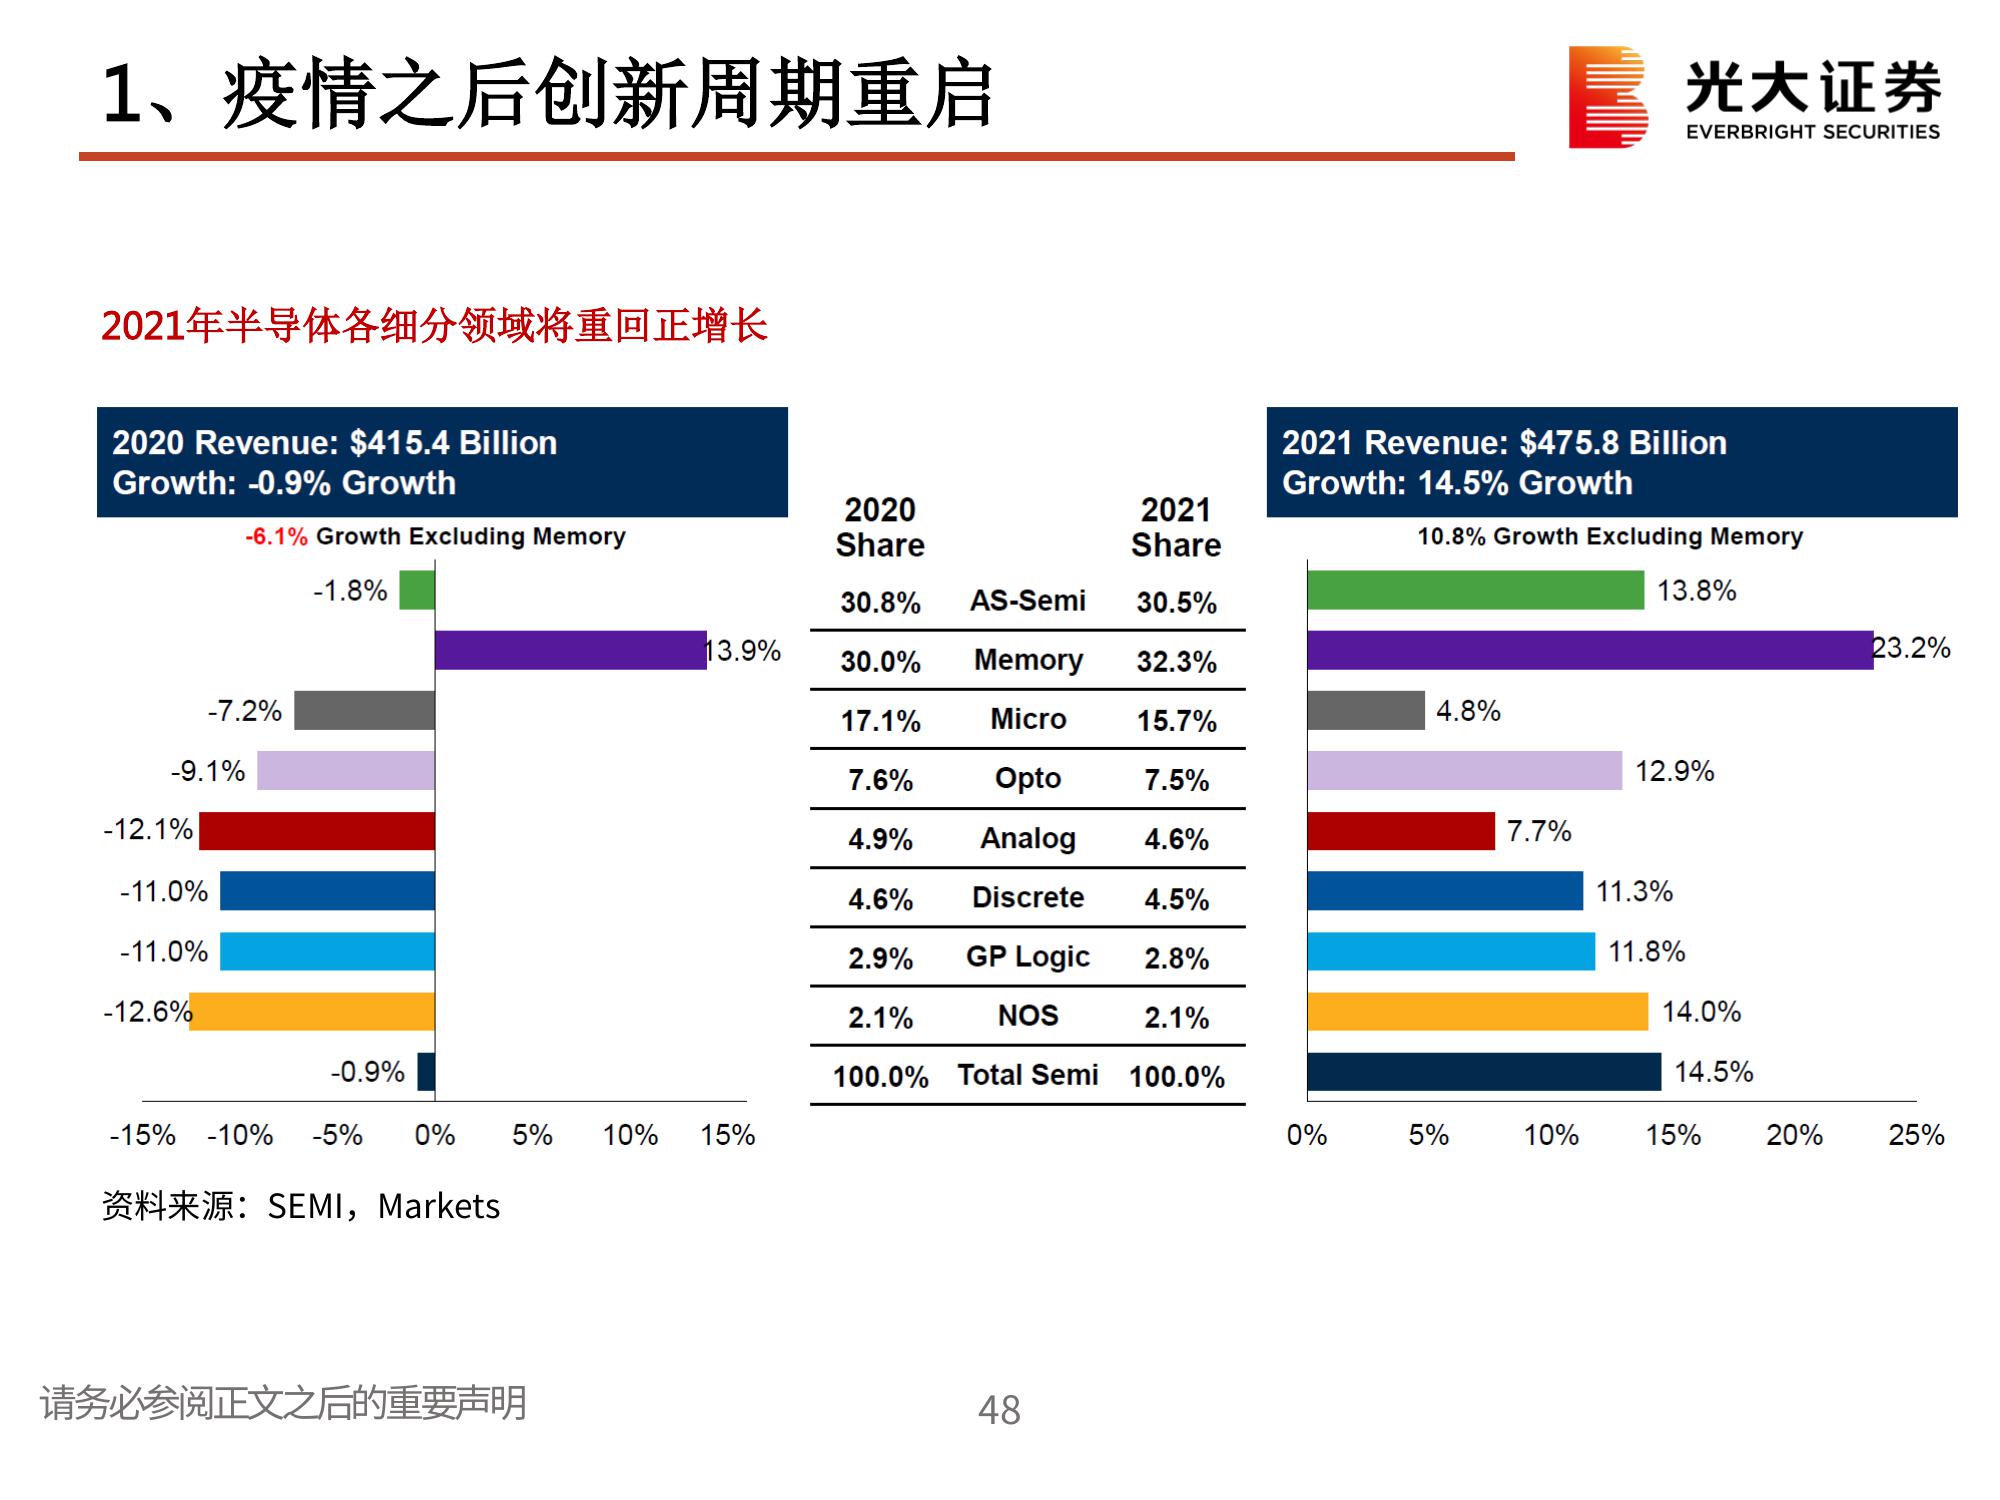 1、疫情之后创新周期重启
光大证券
EVERBRIGHT SECURITIES
2021年半导体各细分领域将重回正增长
2020 Revenue: $415.4 Billion
Growth: -0.9% Growth
-6.1% Growth Excluding Memory
-1.8%
13.9%
-7.2%
-9.1%
-12.1%
-11.0%
-11.0%
-12.6%
-0.9%
-15% -10% -5% 0% 5% 10% 15%
2020 2021
Share Share
30.8% AS-Semi 30.5%
30.0% Memory 32.3%
17.1% Micro 15.7%
7.6% Opto 7.5%
4.9% Analog 4.6%
4.6% Discrete 4.5%
2.9% GP Logic 2.8%
2.1% NOS 2.1%
100.0% Total Semi 100.0%
2021 Revenue: $475.8 Billion
Growth: 14.5% Growth
10.8% Growth Excluding Memory
13.8%
23.2%
4.8%
12.9%
7.7%
11.3%
11.8%
14.0%
14.5%
0% 5% 10% 15% 20% 25%
资料来源：SEMI，Markets
请务必参阅正文之后的重要声明
48